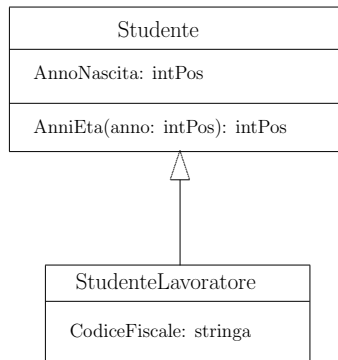 Studente
AnnoNascita: intPos
AnniEta(anno: intPos): intPos
StudenteLavoratore
CodiceFiscale: stringa